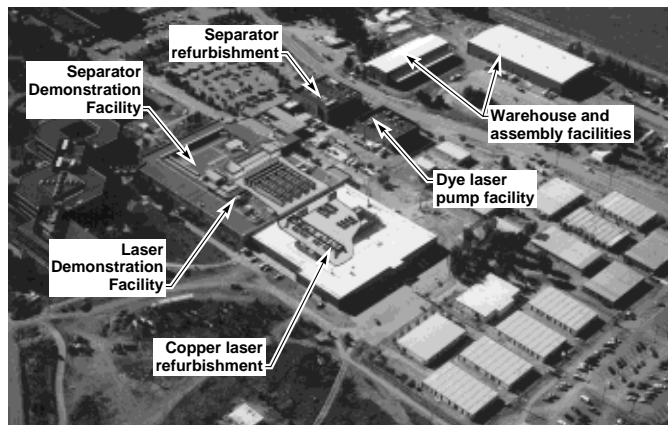 Separator
refurbishment
Separator
Demonstration
Facility
Warehouse and
assembly facilities
Dye laser
pump facility
Laser
Demonstration
Facility
Copper laser
refurbishment